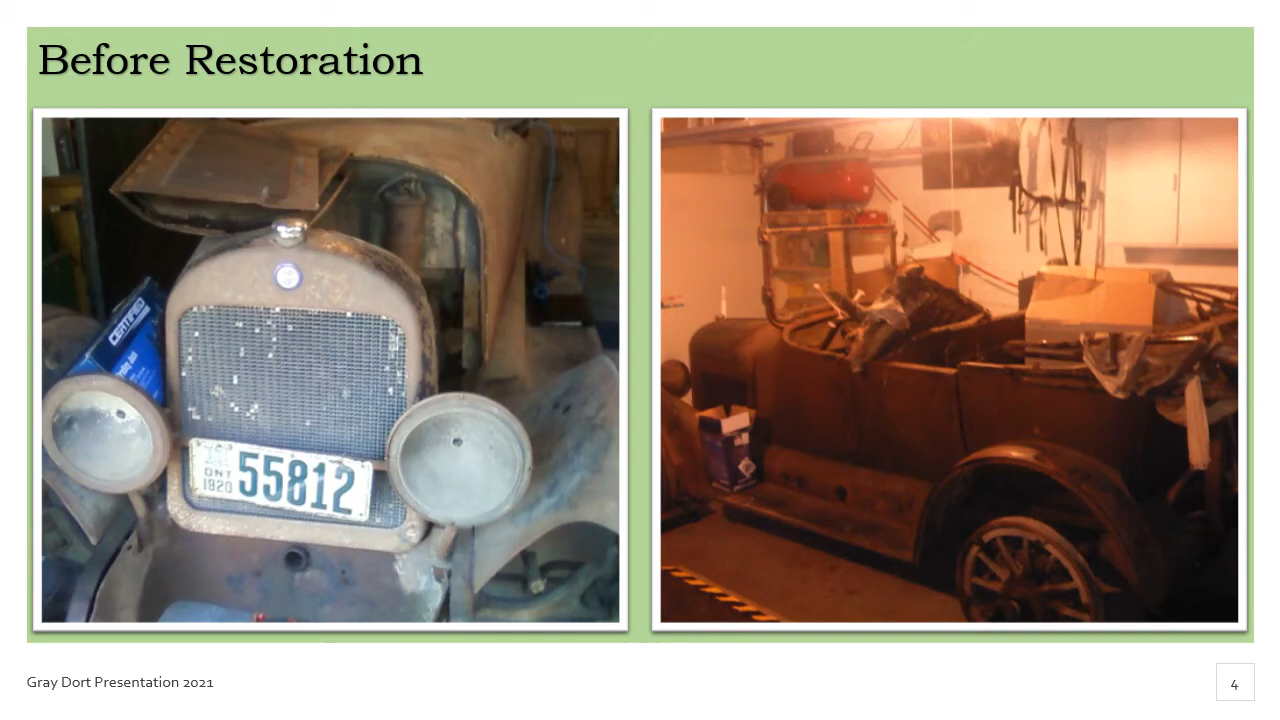 Before Restoration
CERTIFIED
ONT
1920
55812
Gray Dort Presentation 2021
4